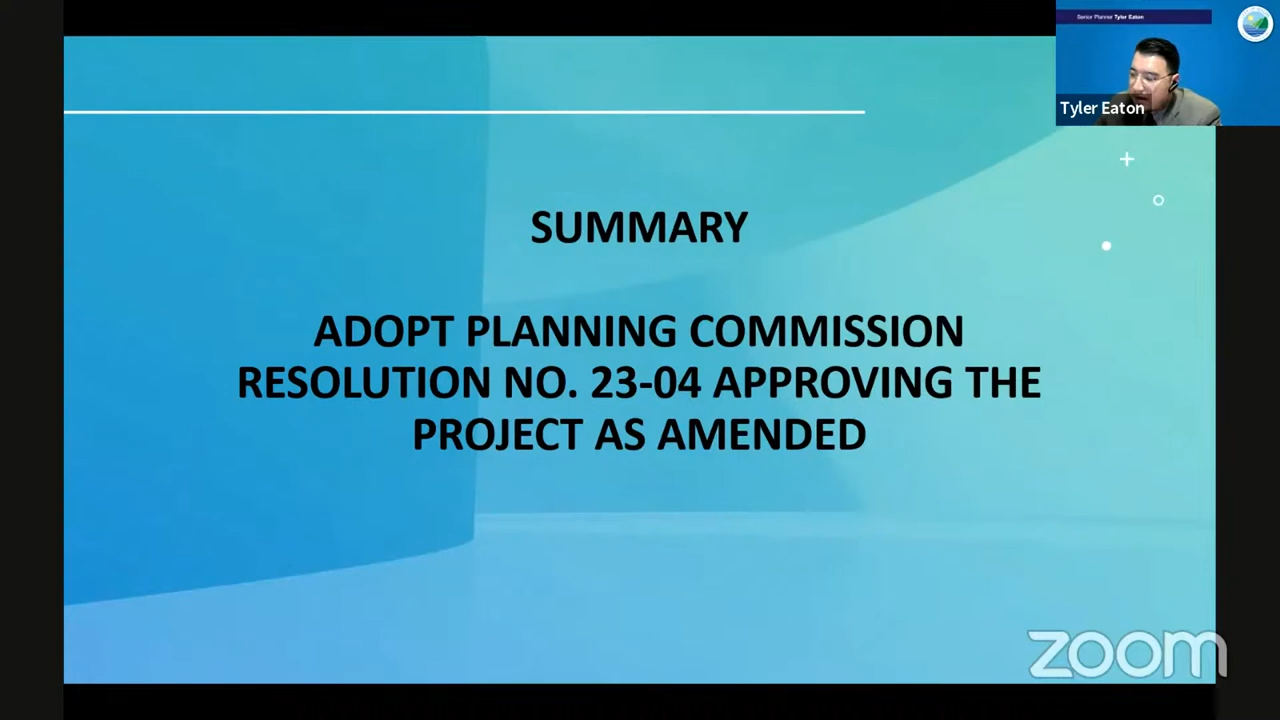 Senior Planner Tyler Eaton
Tyler Eaton
SUMMARY
ADOPT PLANNING COMMISSION
RESOLUTION NO. 23-04 APPROVING THE
PROJECT AS AMENDED
zoom